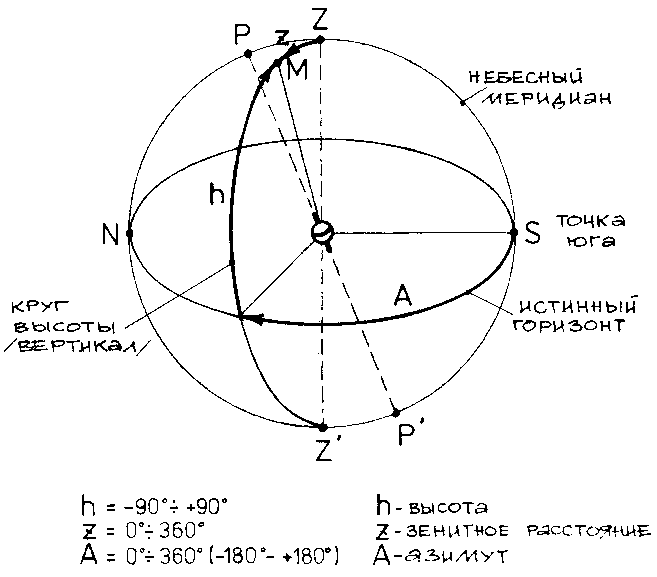 P
Z
z
M
НЕБЕСНЫЙ
МЕРИДИАН
h
N
S
ТОЧКА
ЮГА
A
КРУГ
ВЫСОТЫ
/ВЕРТИКАЛ/
ИСТИННЫЙ
ГОРИЗОНТ
P'
Z'
h = -90°÷ +90°
z = 0°÷ 360°
A = 0°÷ 360° (-180°- +180°)
h - ВЫСОТА
z - ЗЕНИТНОЕ РАССТОЯНИЕ
A - АЗИМУТ